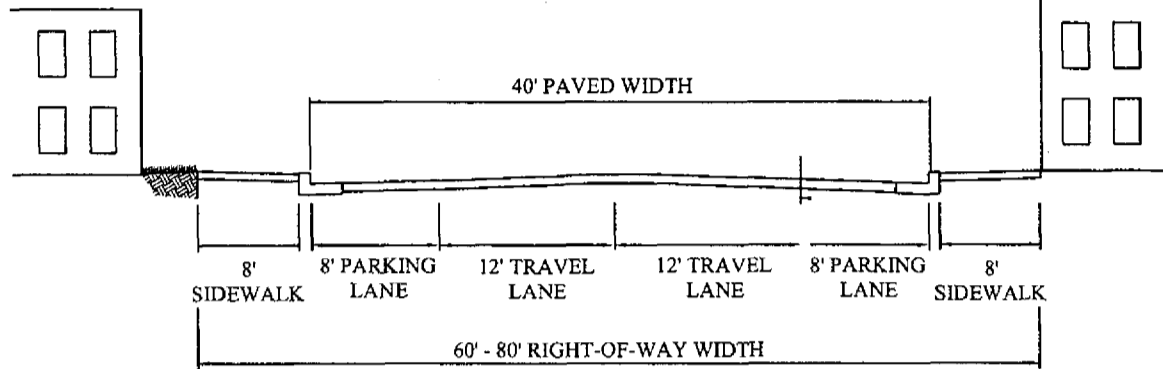 40' PAVED WIDTH
8'
SIDEWALK
8' PARKING
LANE
12' TRAVEL
LANE
12' TRAVEL
LANE
8' PARKING
LANE
8'
SIDEWALK
60' - 80' RIGHT-OF-WAY WIDTH